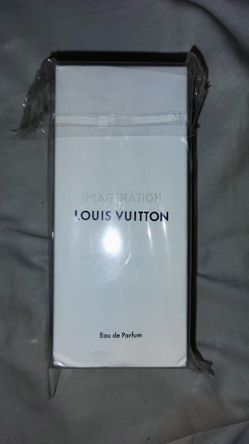 IMAGINATION
LOUIS VUITTON
Eau de Parfum